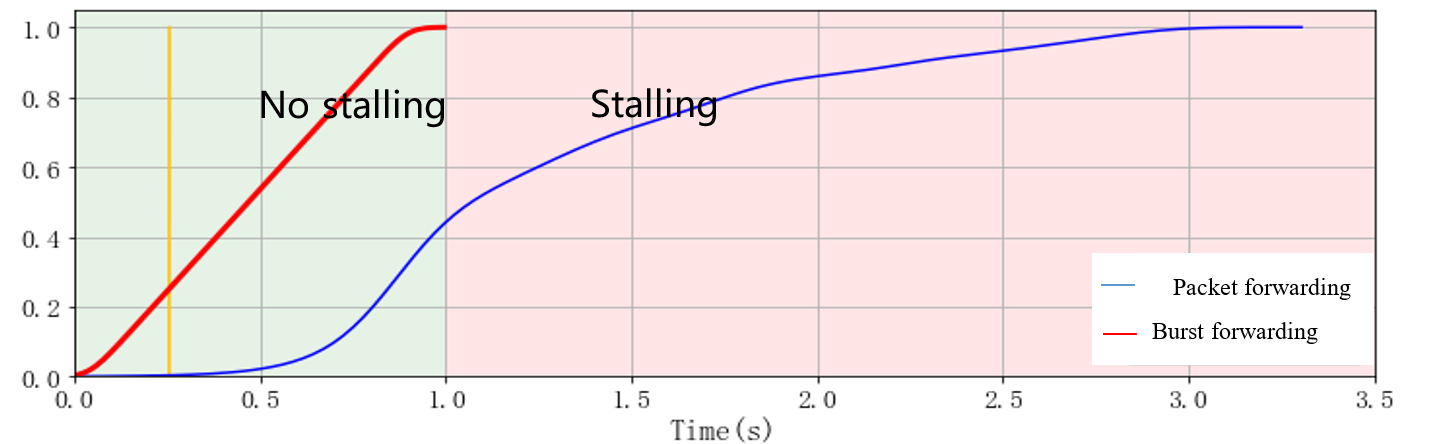 1.0
0.8
0.6
0.4
0.2
0.0
No stalling
Stalling
Packet forwarding
Burst forwarding
0.0 0.5 1.0 1.5 2.0 2.5 3.0 3.5
Time(s)